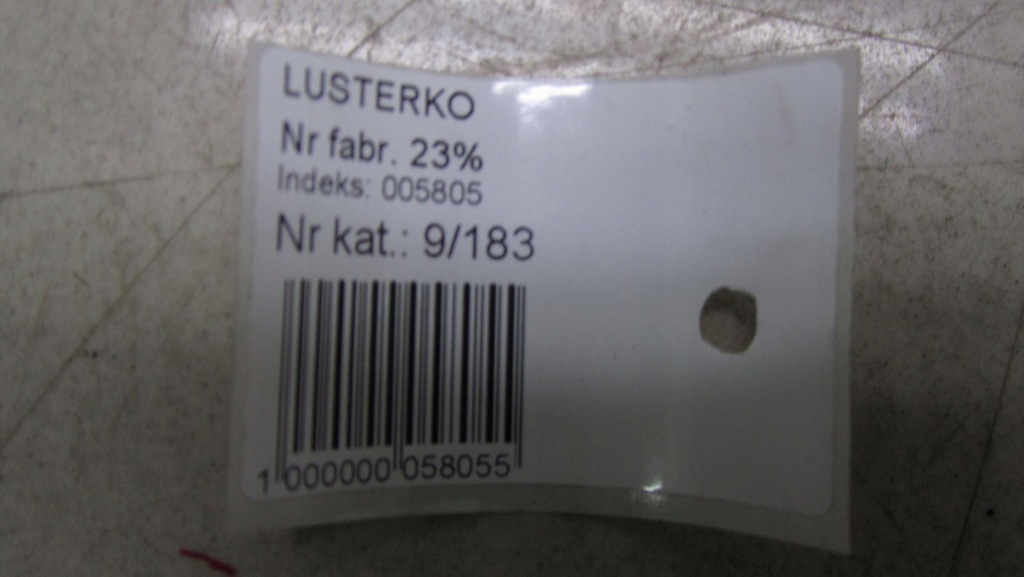 LUSTERKO
Nr fabr. 23%
Indeks: 005805
Nr kat.: 9/183
1 000000 058055